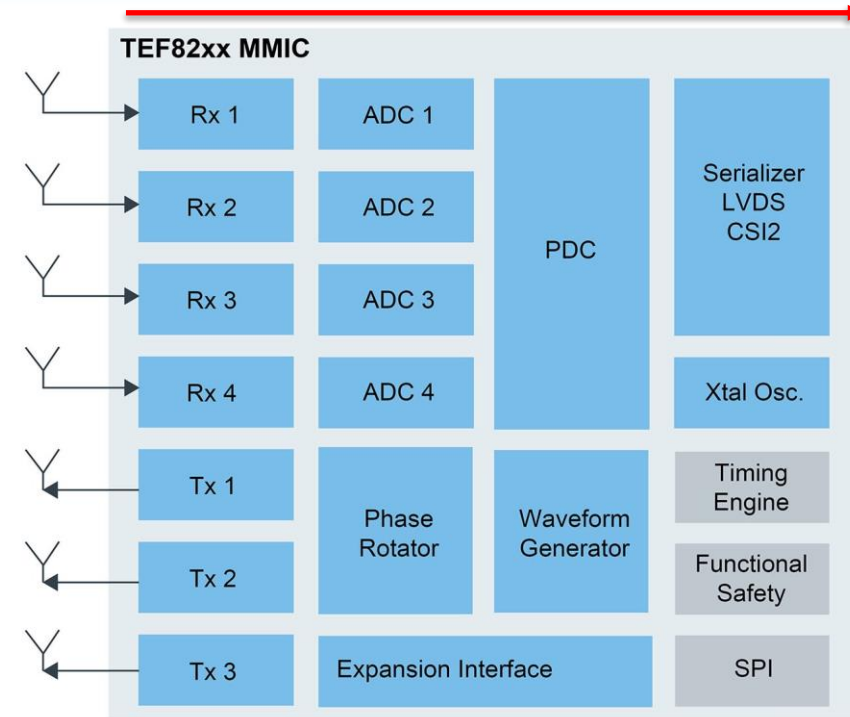 TEF82xx MMIC
Rx 1
ADC 1
Rx 2
ADC 2
Rx 3
ADC 3
Rx 4
ADC 4
PDC
Serializer
LVDS
CSI2
Xtal Osc.
Tx 1
Tx 2
Tx 3
Phase
Rotator
Waveform
Generator
Timing
Engine
Functional
Safety
Expansion Interface
SPI